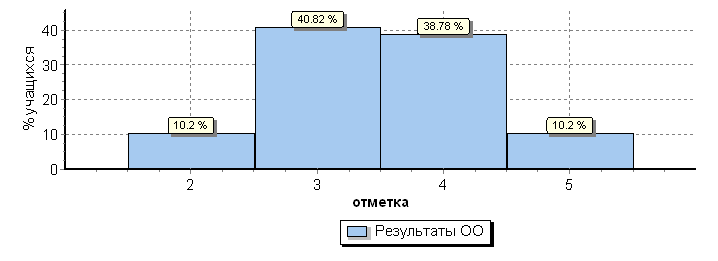 40.82 %
38.78 %
10.2 %
10.2 %
% учащихся
40
30
20
10
0
2 3 4 5
отметка
Результаты ОО